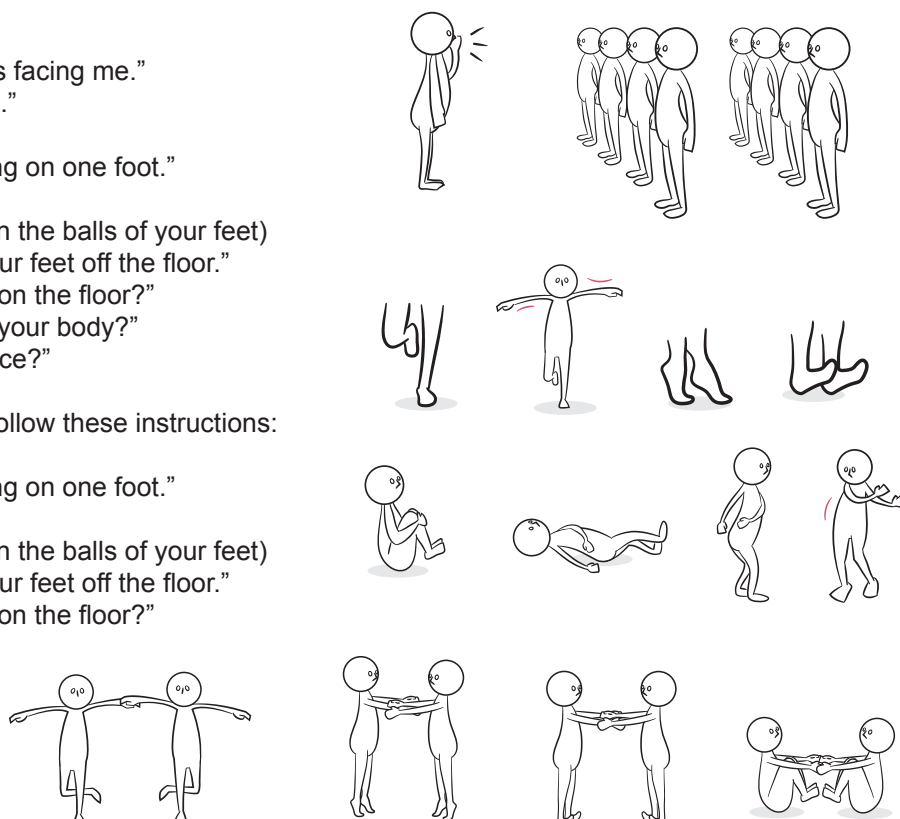 s facing me.”
.”
ng on one foot.”
n the balls of your feet)
ur feet off the floor.”
on the floor?”
your body?”
ce?”
ollow these instructions:
ng on one foot.”
n the balls of your feet)
ur feet off the floor.”
on the floor?”